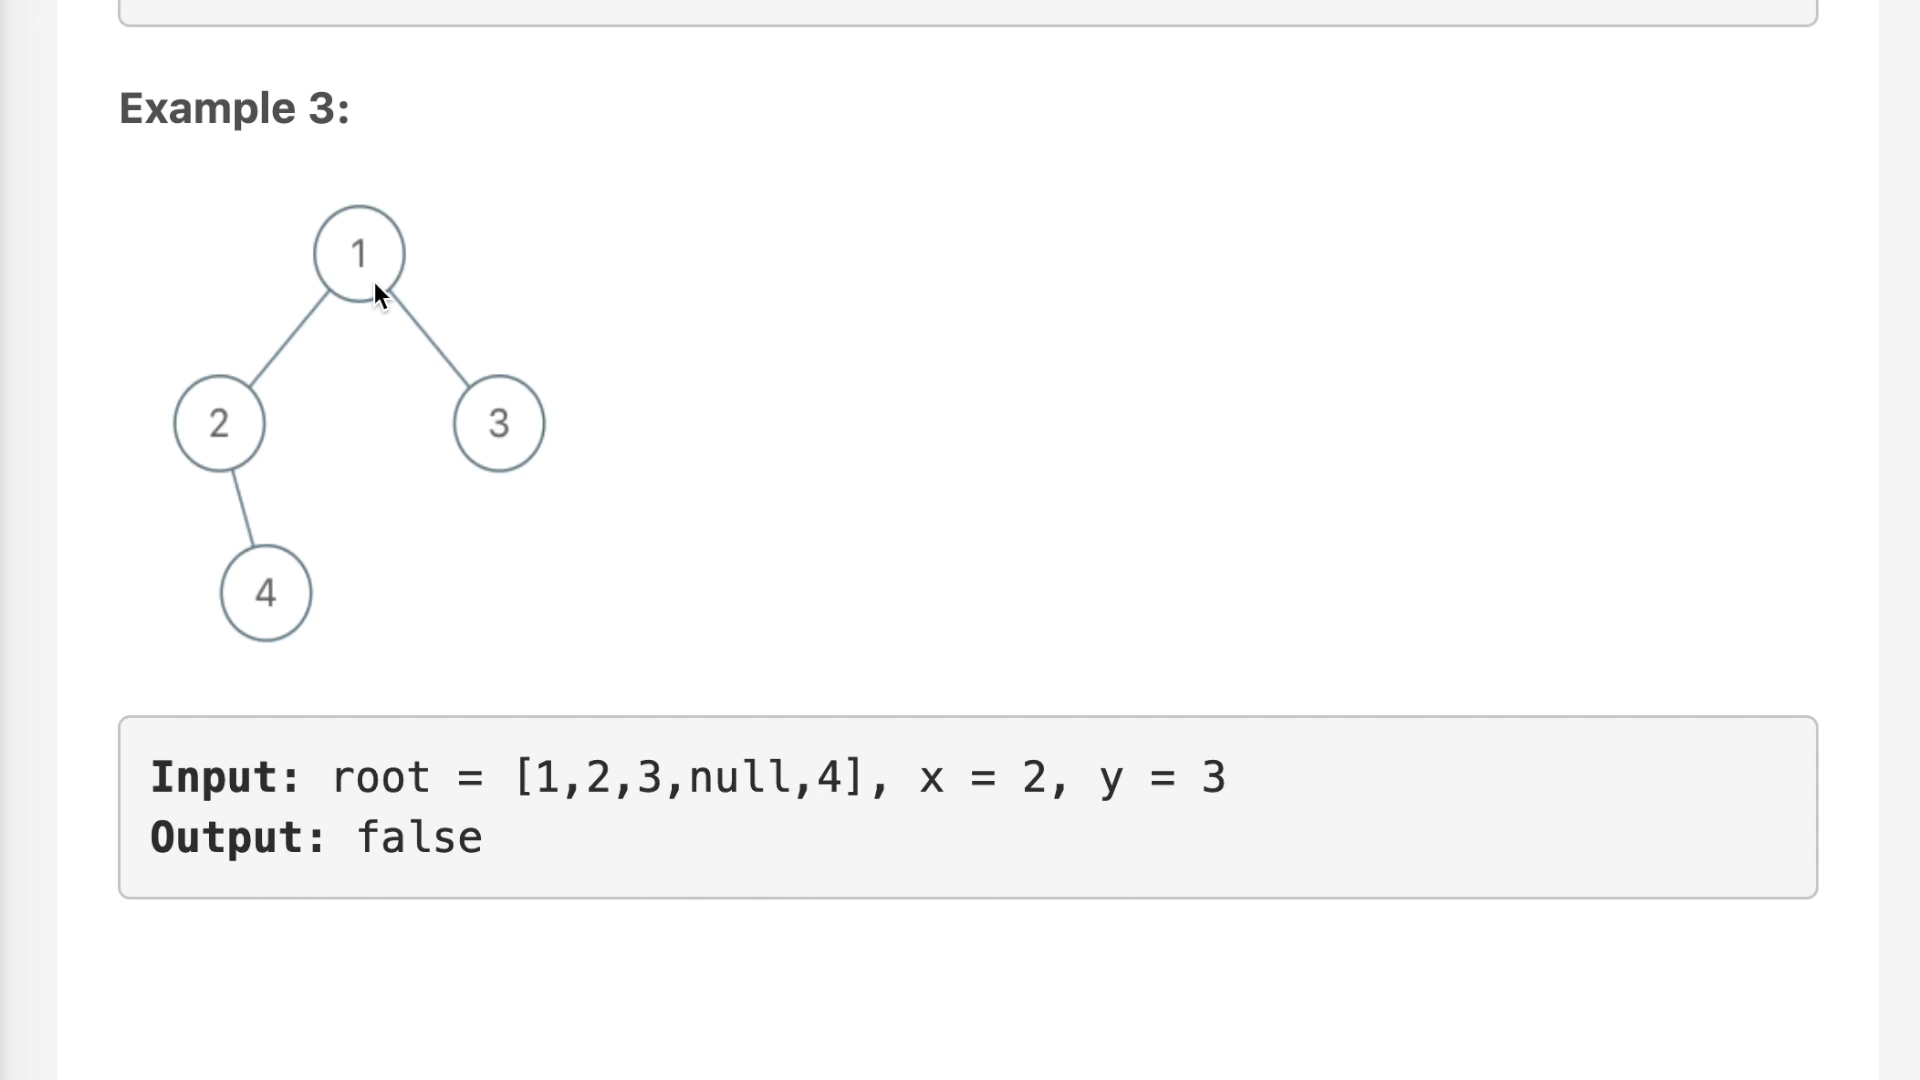 Example 3:
1
2
3
4
Input: root = [1,2,3,null,4], x = 2, y = 3
Output: false